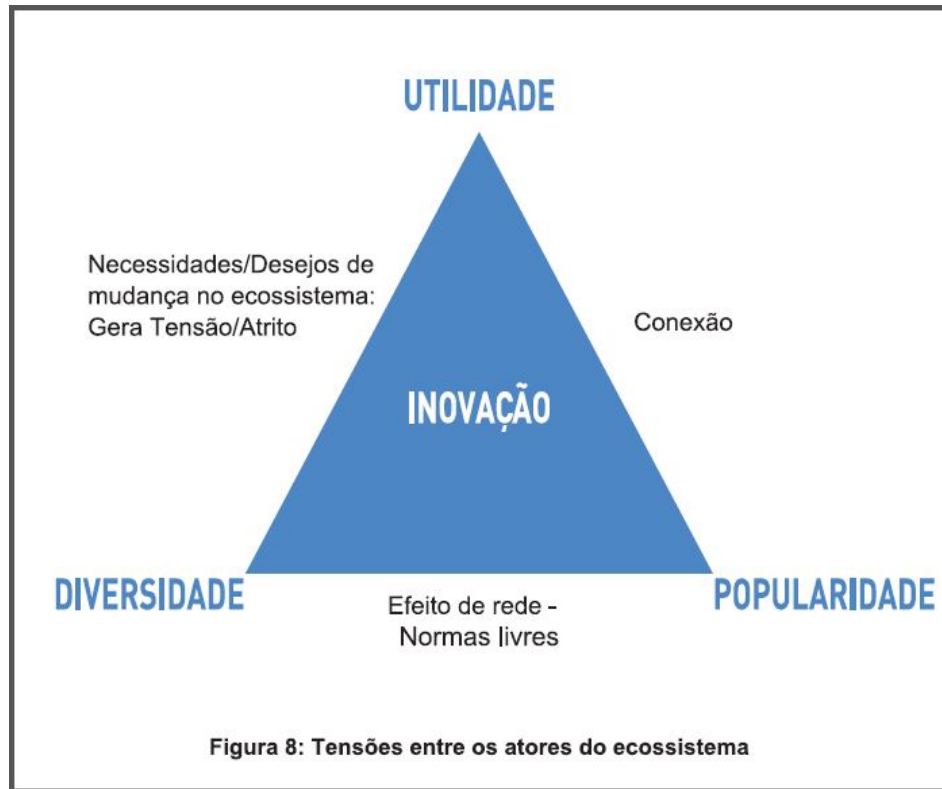 UTILIDADE
Necessidades/Desejos de
mudança no ecossistema:
Gera Tensão/Atrito
Conexão
INOVAÇÃO
DIVERSIDADE
POPULARIDADE
Efeito de rede -
Normas livres
Figura 8: Tensões entre os atores do ecossistema